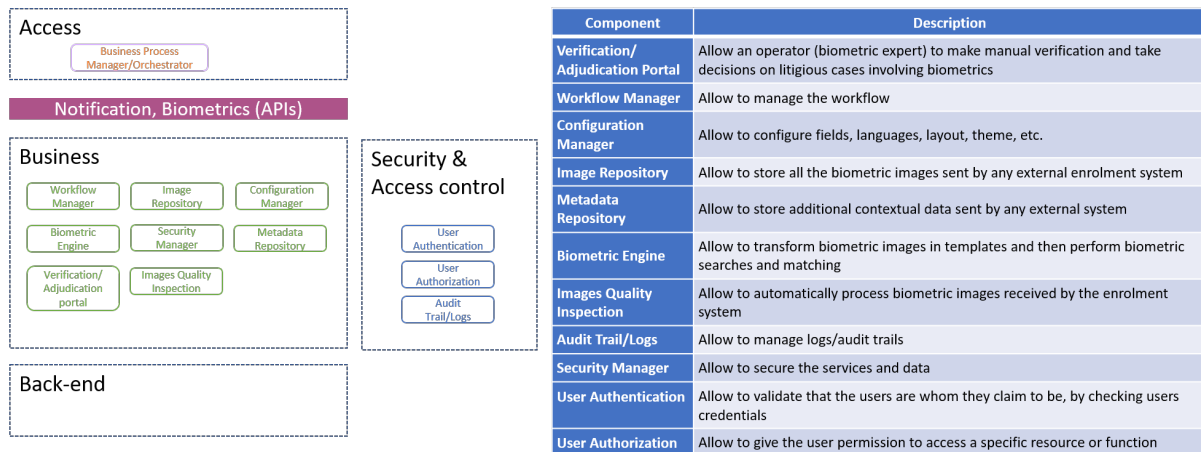 Access
Business Process
Manager/Orchestrator
Notification, Biometrics (APIs)
Business
Workflow
Manager
Image
Repository
Configuration
Manager
Biometric
Engine
Security
Manager
Metadata
Repository
Verification/
Adjudication
portal
Images Quality
Inspection
Back-end
Security &
Access control
User
Authentication
User
Authorization
Audit
Trail/Logs
Component
Description
Verification/
Adjudication Portal
Allow an operator (biometric expert) to make manual verification and take
decisions on litigious cases involving biometrics
Workflow Manager
Allow to manage the workflow
Configuration
Manager
Allow to configure fields, languages, layout, theme, etc.
Image Repository
Allow to store all the biometric images sent by any external enrolment system
Metadata
Repository
Allow to store additional contextual data sent by any external system
Biometric Engine
Allow to transform biometric images in templates and then perform biometric
searches and matching
Images Quality
Inspection
Allow to automatically process biometric images received by the enrolment
system
Audit Trail/Logs
Allow to manage logs/audit trails
Security Manager
Allow to secure the services and data
User Authentication
Allow to validate that the users are whom they claim to be, by checking users
credentials
User Authorization
Allow to give the user permission to access a specific resource or function